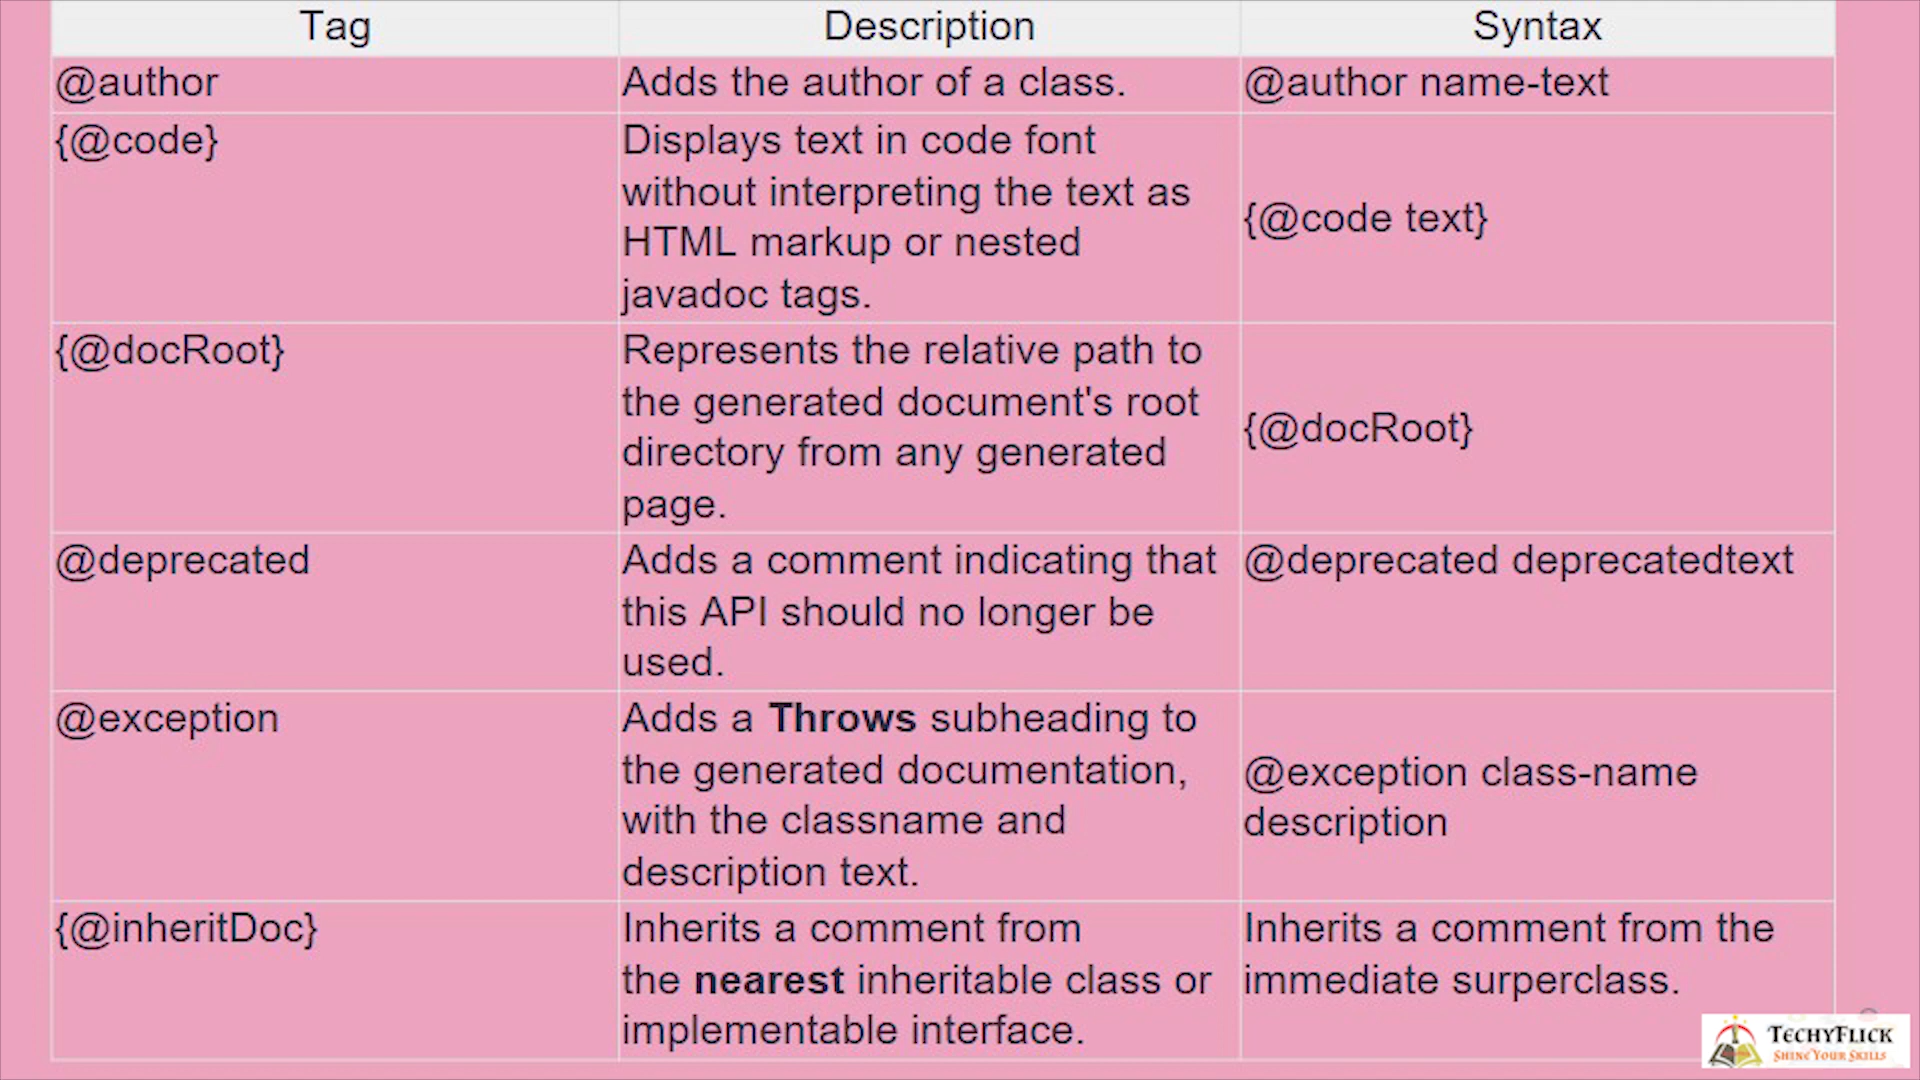 Tag Description Syntax
@author Adds the author of a class. @author name-text
{@code} Displays text in code font
without interpreting the text as
HTML markup or nested
javadoc tags.
{@code text}
{@docRoot} Represents the relative path to
the generated document's root
directory from any generated
page.
{@docRoot}
@deprecated Adds a comment indicating that
this API should no longer be
used.
@deprecated deprecatedtext
@exception Adds a Throws subheading to
the generated documentation,
with the classname and
description text.
@exception class-name
description
{@inheritDoc} Inherits a comment from
the nearest inheritable class or
implementable interface.
Inherits a comment from the
immediate surperclass.
TECHYFLICK
SHINE YOUR SKILLS